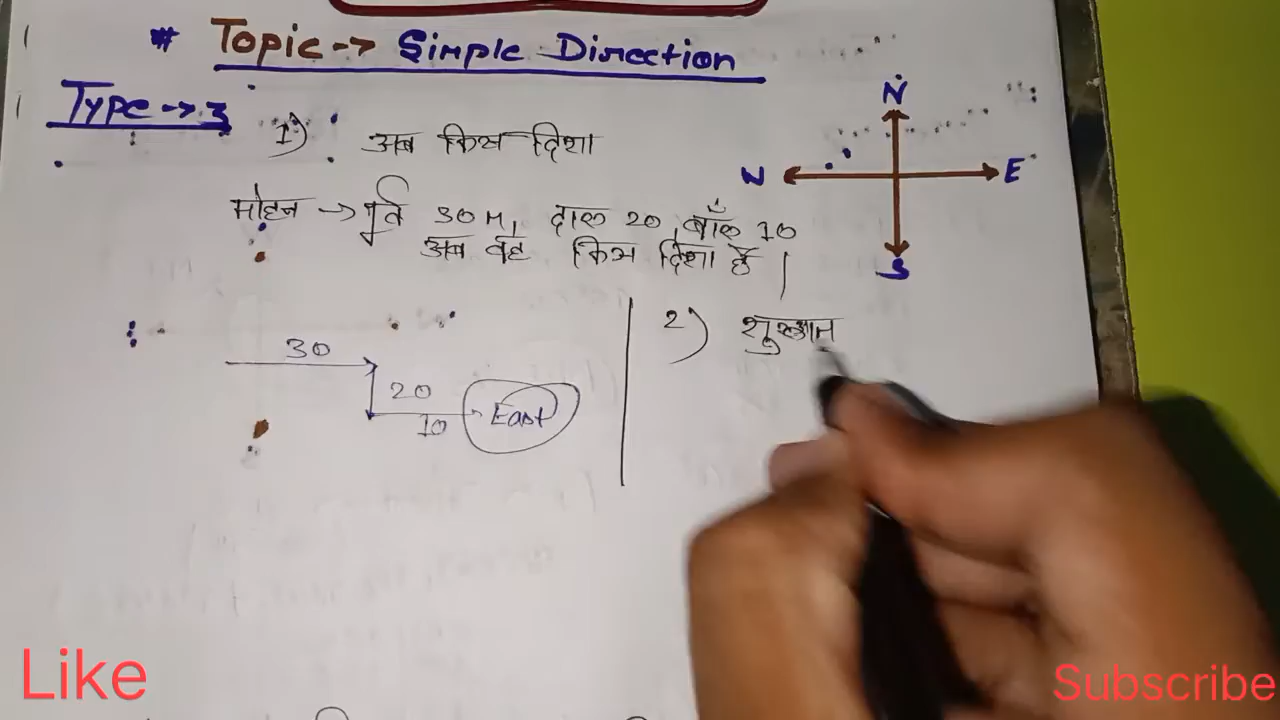 * Topic -> Simple Direction
Type -> 3
1) अब किस दिशा
N
W E
S
मोहन -> पूर्व 30 M, दाएं 20, बाएं 10
अब वह किस दिशा है |
30
20
10 East
2) शुरुआत
Like
Subscribe